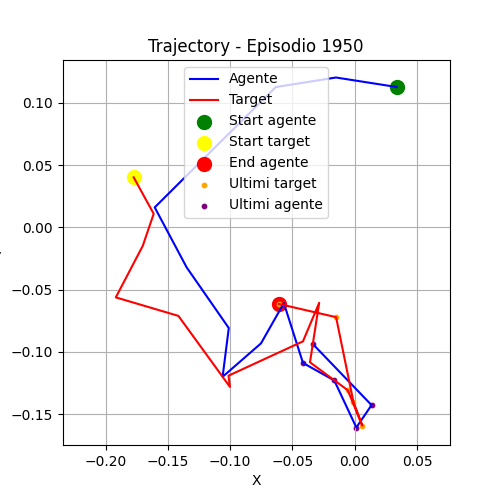 Trajectory - Episodio 1950
Agente
Target
Start agente
Start target
End agente
Ultimi target
Ultimi agente
0.10
0.05
0.00
−0.05
−0.10
−0.15
−0.20
−0.15
−0.10
−0.05
0.00
0.05
X